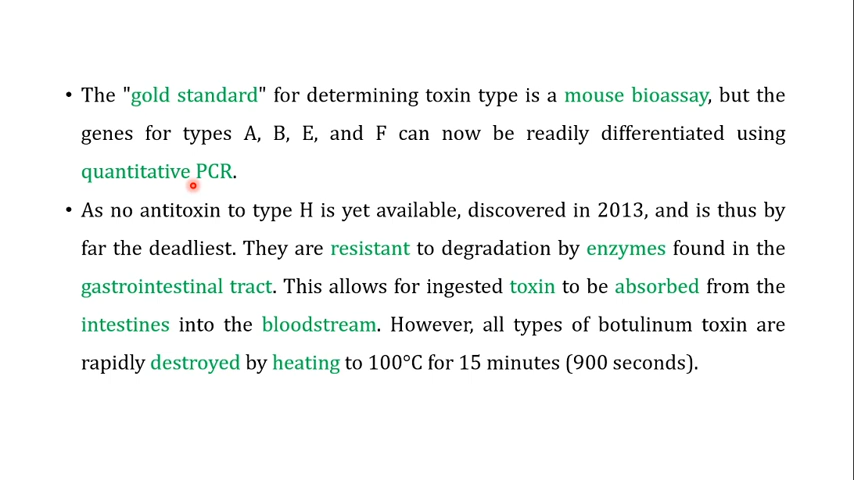 • The "gold standard" for determining toxin type is a mouse bioassay, but the
genes for types A, B, E, and F can now be readily differentiated using
quantitative PCR.
• As no antitoxin to type H is yet available, discovered in 2013, and is thus by
far the deadliest. They are resistant to degradation by enzymes found in the
gastrointestinal tract. This allows for ingested toxin to be absorbed from the
intestines into the bloodstream. However, all types of botulinum toxin are
rapidly destroyed by heating to 100°C for 15 minutes (900 seconds).